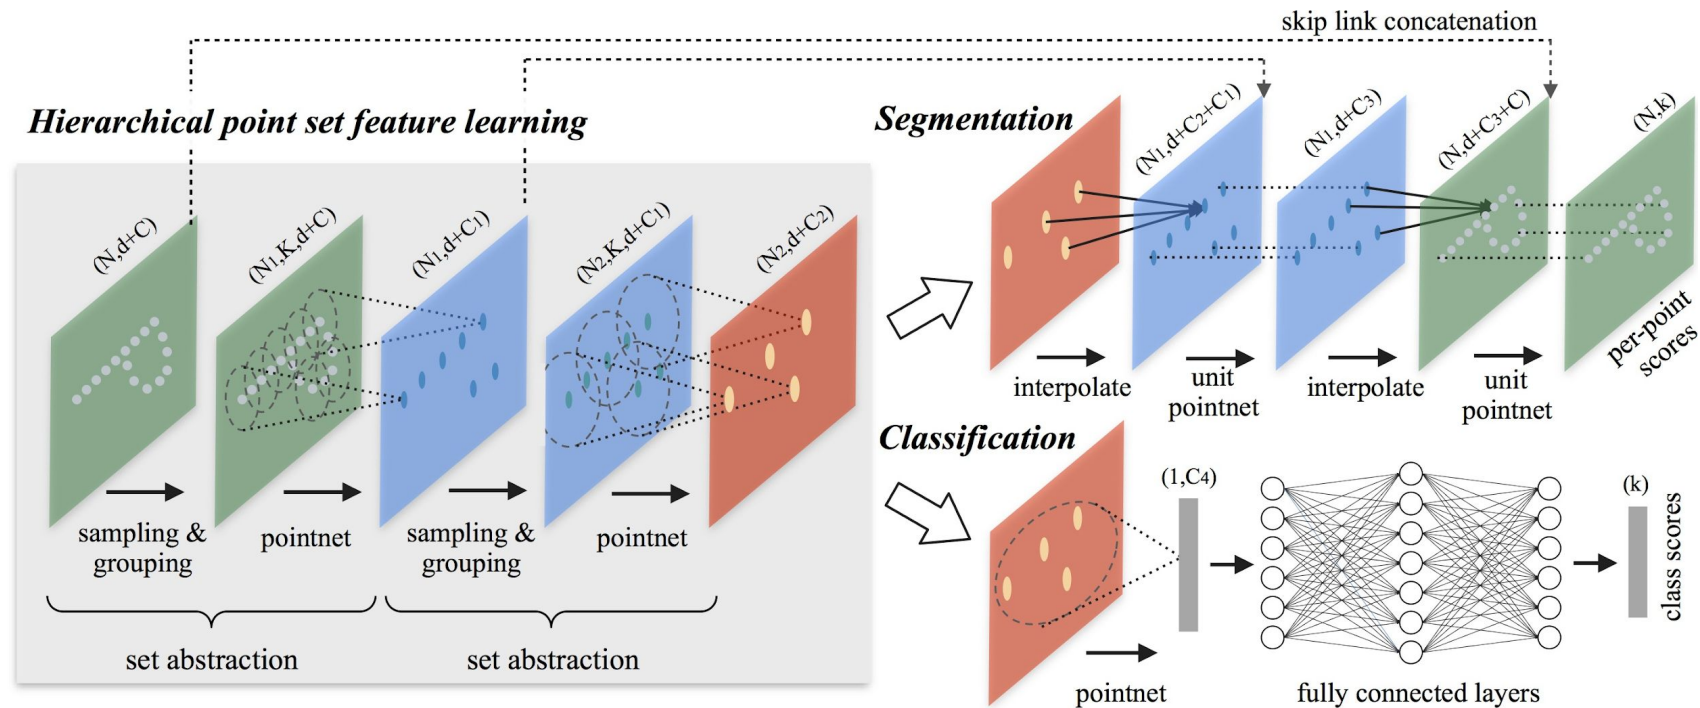 skip link concatenation
Hierarchical point set feature learning
(N,d+C)
(N1,K,d+C)
(N1,d+C1)
(N2,K,d+C1)
(N2,d+C2)
sampling &
grouping
pointnet
sampling &
grouping
pointnet
set abstraction
set abstraction
Segmentation
(N1,d+C2+C1)
(N1,d+C3)
(N,d+C3+C)
(N,k)
per-point
scores
interpolate
unit
pointnet
interpolate
unit
pointnet
Classification
(1,C4)
(k)
class scores
pointnet
fully connected layers